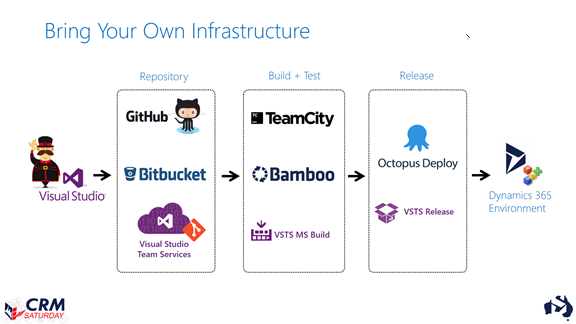 Bring Your Own Infrastructure
Repository
Build + Test
Release
GitHub
TeamCity
Octopus Deploy
Visual Studio
Bitbucket
Bamboo
Dynamics 365
Environment
Visual Studio
Team Services
VSTS MS Build
VSTS Release
CRM
SATURDAY